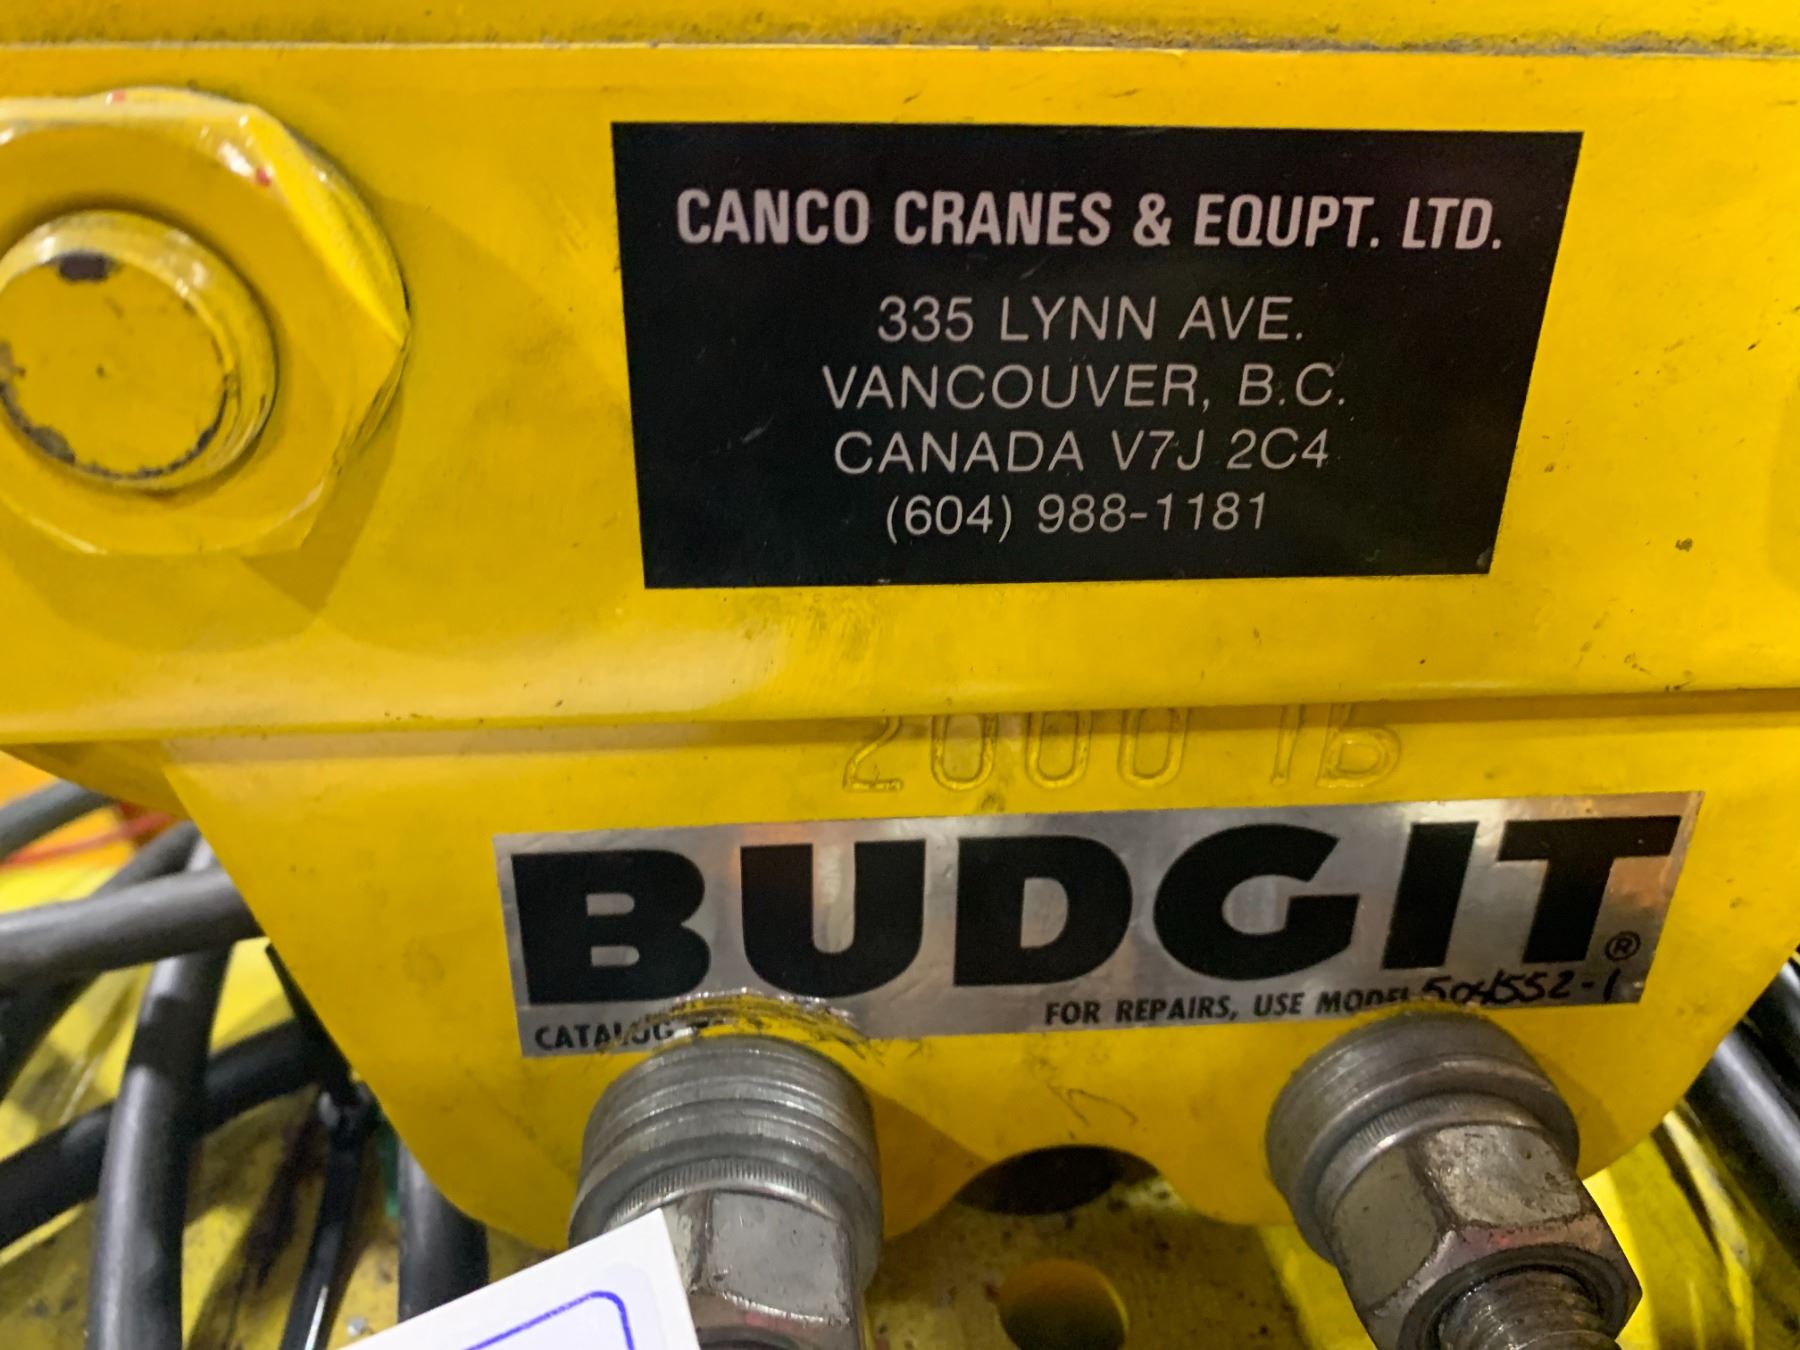 CANCO CRANES & EQUPT. LTD.
335 LYNN AVE.
VANCOUVER, B.C.
CANADA V7J 2C4
(604) 988-1181
2000 lB
BUDGIT®
CATALOG
FOR REPAIRS, USE MODEL 504552-1